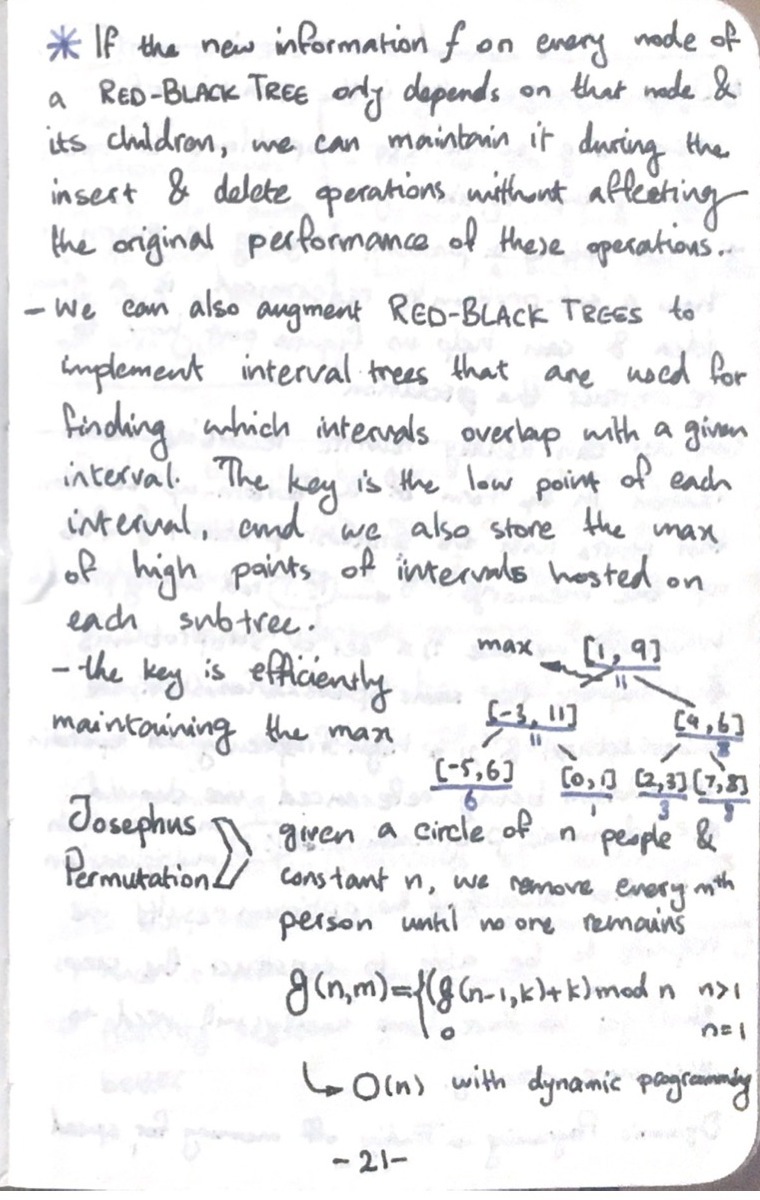 * If the new information f on every node of
a RED-BLACK TREE only depends on that node &
its children, we can maintain it during the
insert & delete operations without affecting
the original performance of these operations..
- We can also augment RED-BLACK TREES to
implement interval trees that are used for
finding which intervals overlap with a given
interval. The key is the low point of each
interval, and we also store the max
of high points of intervals hosted on
each subtree.
- the key is efficiently
maintaining the max
max [1, 9]
11
[-3, 11] [4, 6]
11 8
[-5, 6] [0, 1] [2, 3] [7, 8]
6 1 3 8
Josephus
Permutation
given a circle of n people &
constant n, we remove every mth
person until no one remains
g(n,m)={(g(n-1,k)+k) mod n n>1
0 n=1
↳ O(n) with dynamic programming
-21-